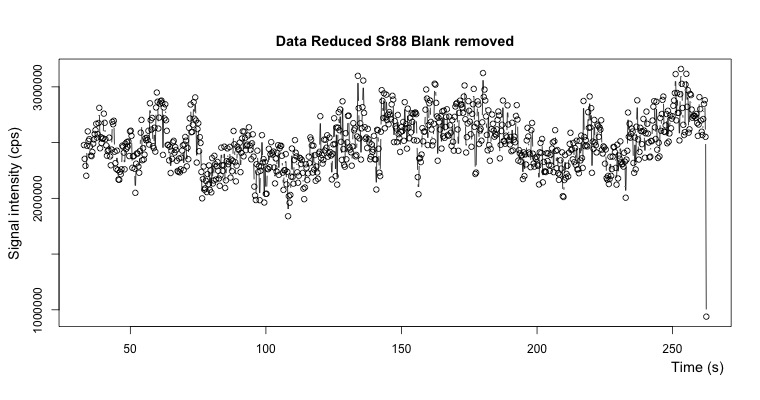 Data Reduced Sr88 Blank removed
Signal intensity (cps)
3000000
2000000
1000000
50 100 150 200 250
Time (s)